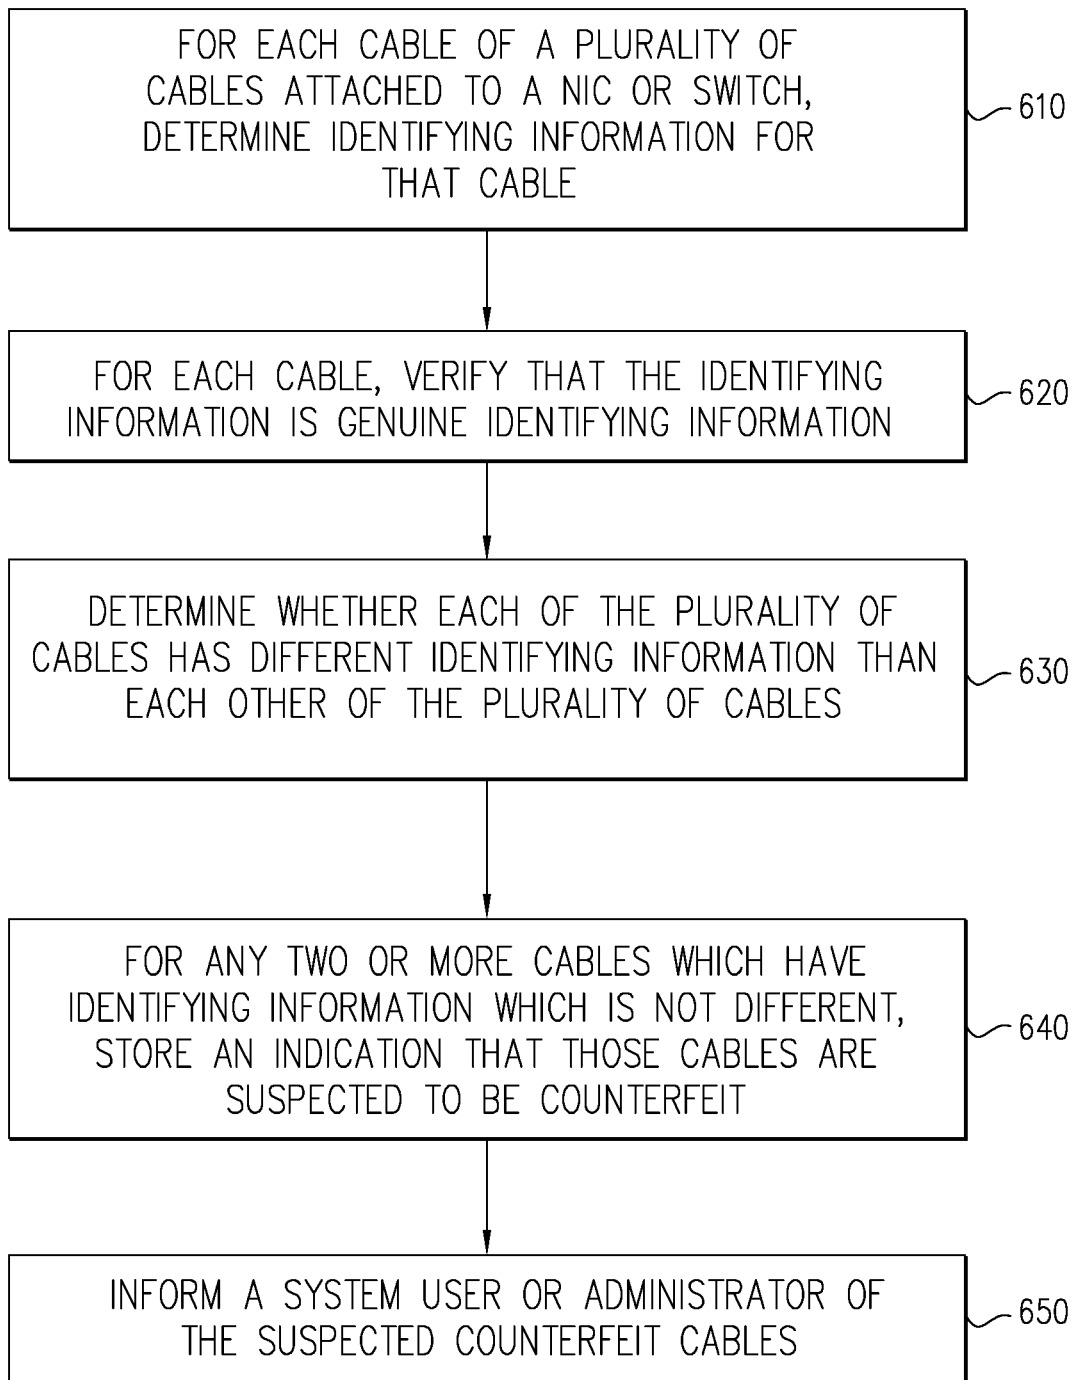 FOR EACH CABLE OF A PLURALITY OF
CABLES ATTACHED TO A NIC OR SWITCH,
DETERMINE IDENTIFYING INFORMATION FOR
THAT CABLE
610
FOR EACH CABLE, VERIFY THAT THE IDENTIFYING
INFORMATION IS GENUINE IDENTIFYING INFORMATION
620
DETERMINE WHETHER EACH OF THE PLURALITY OF
CABLES HAS DIFFERENT IDENTIFYING INFORMATION THAN
EACH OTHER OF THE PLURALITY OF CABLES
630
FOR ANY TWO OR MORE CABLES WHICH HAVE
IDENTIFYING INFORMATION WHICH IS NOT DIFFERENT,
STORE AN INDICATION THAT THOSE CABLES ARE
SUSPECTED TO BE COUNTERFEIT
640
INFORM A SYSTEM USER OR ADMINISTRATOR OF
THE SUSPECTED COUNTERFEIT CABLES
650